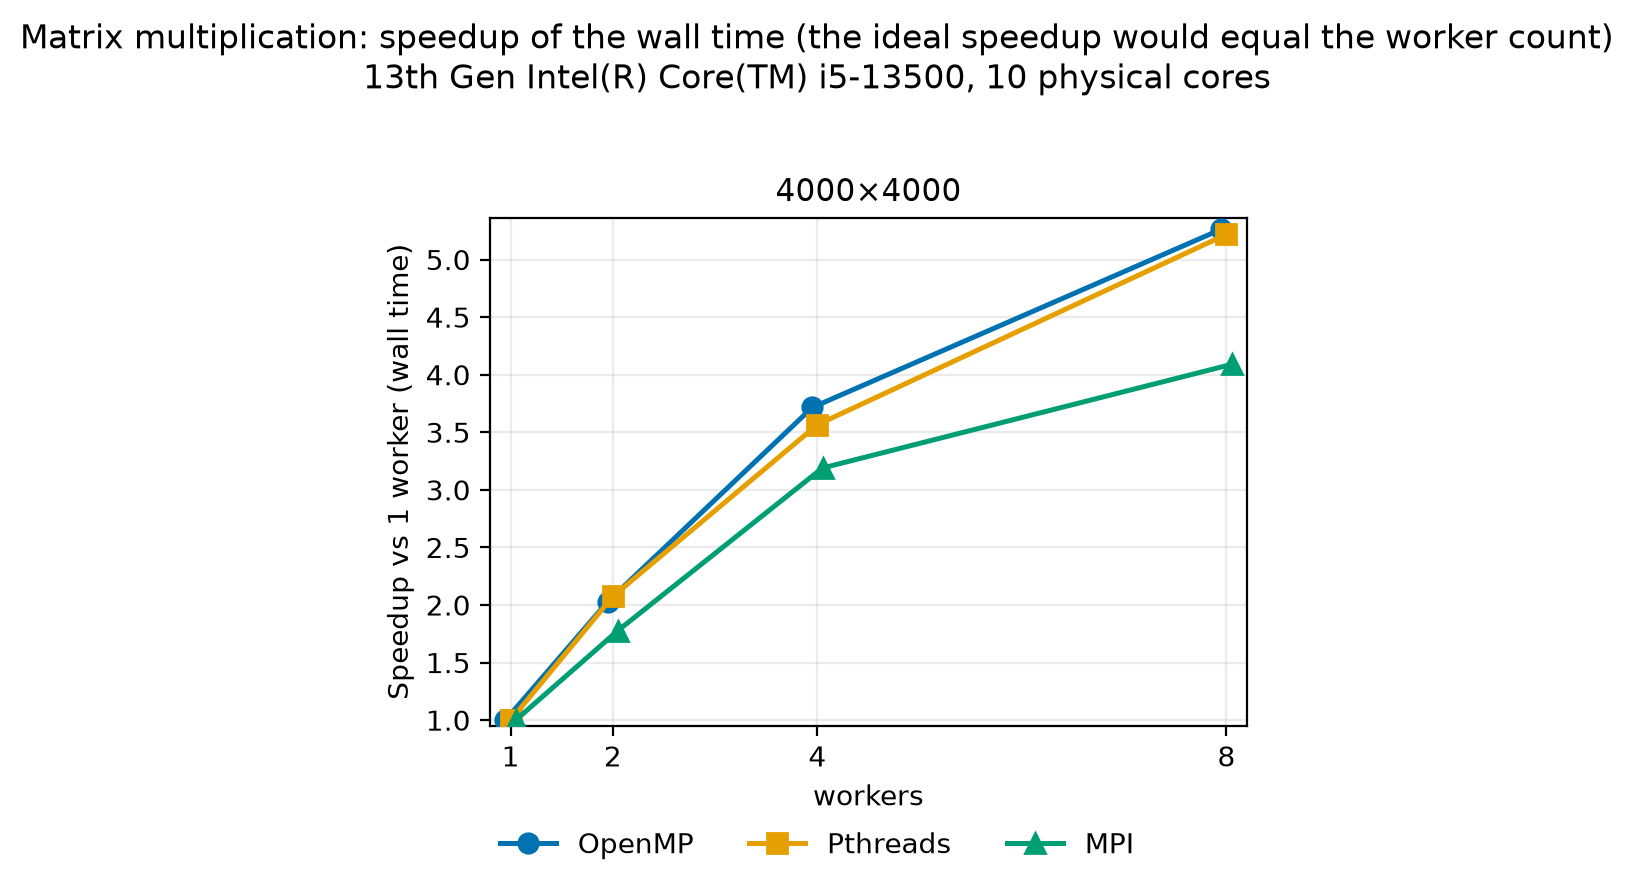 Matrix multiplication: speedup of the wall time (the ideal speedup would equal the worker count)
13th Gen Intel(R) Core(TM) i5-13500, 10 physical cores
4000×4000
Speedup vs 1 worker (wall time)
5.0
4.5
4.0
3.5
3.0
2.5
2.0
1.5
1.0
1 2 4 8
workers
OpenMP Pthreads MPI